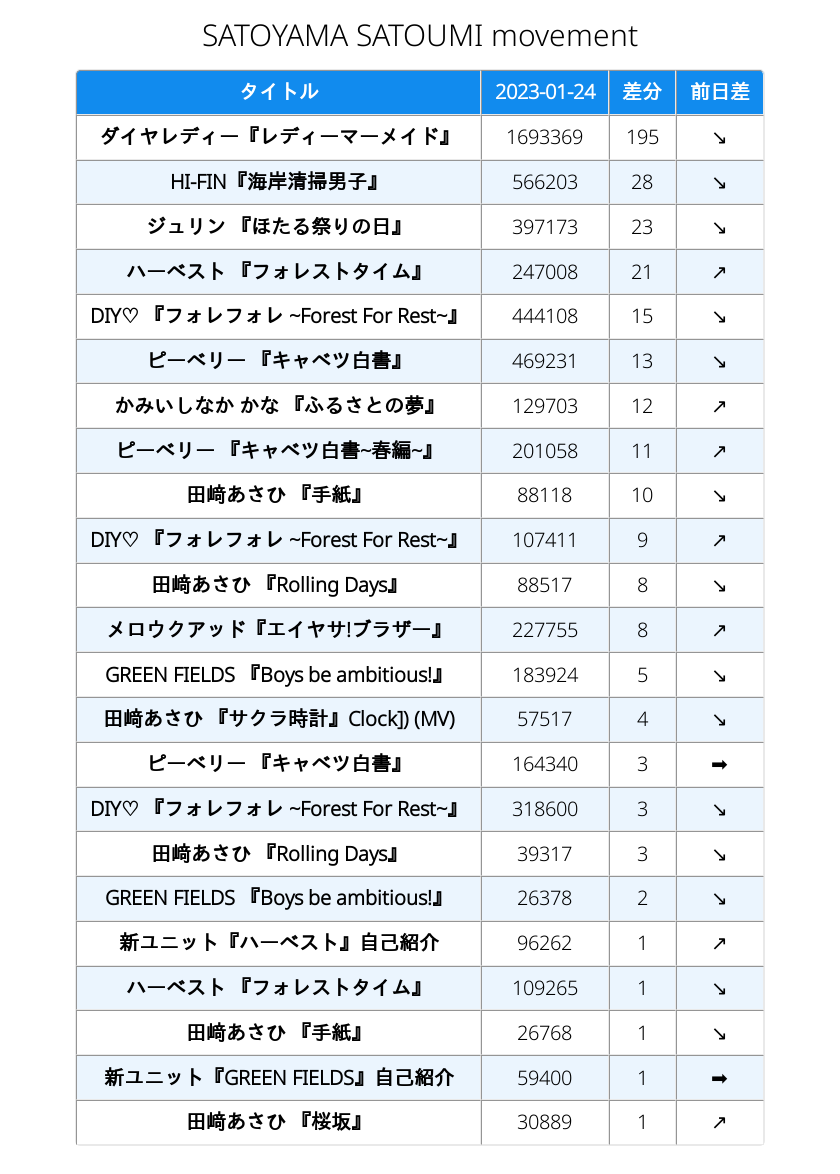 SATOYAMA SATOUMI movement
タイトル 2023-01-24 差分 前日差
ダイヤレディー『レディーマーメイド』 1693369 195 ↘
HI-FIN『海岸清掃男子』 566203 28 ↘
ジュリン 『ほたる祭りの日』 397173 23 ↘
ハーベスト 『フォレストタイム』 247008 21 ↗
DIY♡ 『フォレフォレ ~Forest For Rest~』 444108 15 ↘
ピーベリー 『キャベツ白書』 469231 13 ↘
かみいしなか かな 『ふるさとの夢』 129703 12 ↗
ピーベリー 『キャベツ白書~春編~』 201058 11 ↗
田﨑あさひ 『手紙』 88118 10 ↘
DIY♡ 『フォレフォレ ~Forest For Rest~』 107411 9 ↗
田﨑あさひ 『Rolling Days』 88517 8 ↘
メロウクアッド『エイヤサ!ブラザー』 227755 8 ↗
GREEN FIELDS 『Boys be ambitious!』 183924 5 ↘
田﨑あさひ 『サクラ時計』Clock]) (MV) 57517 4 ↘
ピーベリー 『キャベツ白書』 164340 3 ➡
DIY♡ 『フォレフォレ ~Forest For Rest~』 318600 3 ↘
田﨑あさひ 『Rolling Days』 39317 3 ↘
GREEN FIELDS 『Boys be ambitious!』 26378 2 ↘
新ユニット『ハーベスト』自己紹介 96262 1 ↗
ハーベスト 『フォレストタイム』 109265 1 ↘
田﨑あさひ 『手紙』 26768 1 ↘
新ユニット『GREEN FIELDS』自己紹介 59400 1 ➡
田﨑あさひ 『桜坂』 30889 1 ↗